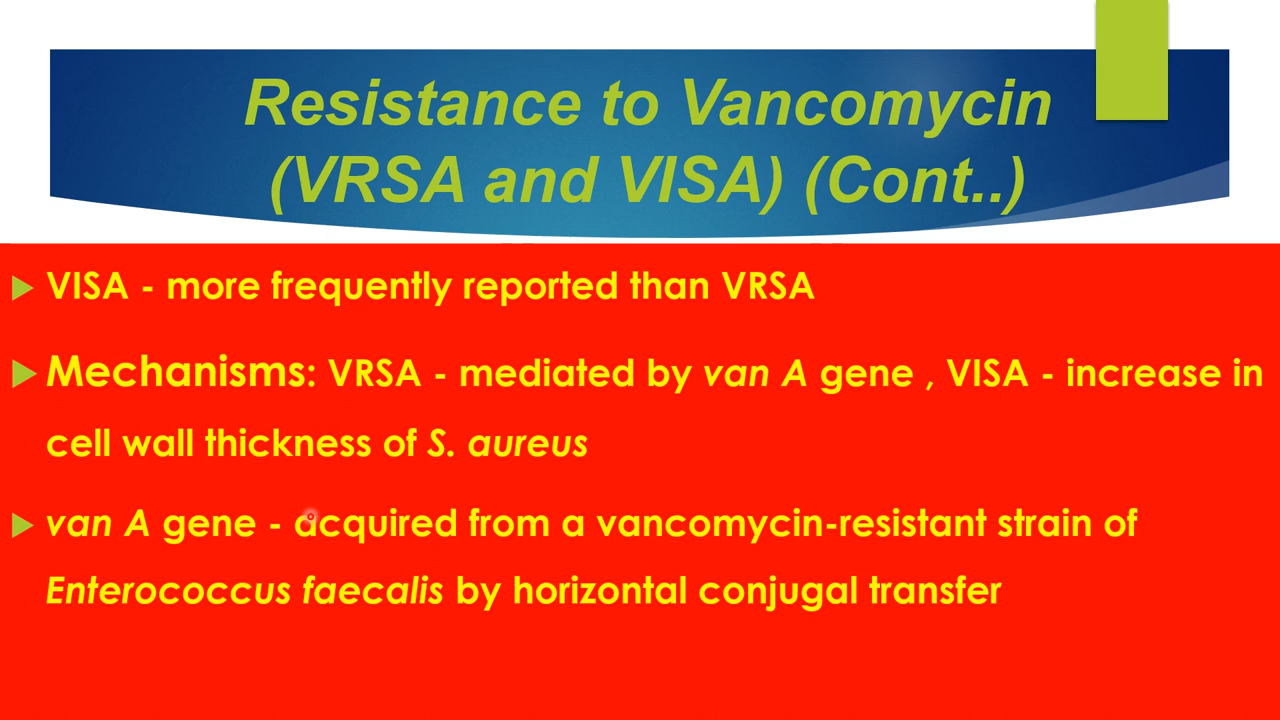 Resistance to Vancomycin
(VRSA and VISA) (Cont..)
VISA - more frequently reported than VRSA
Mechanisms: VRSA - mediated by van A gene , VISA - increase in
cell wall thickness of S. aureus
van A gene - acquired from a vancomycin-resistant strain of
Enterococcus faecalis by horizontal conjugal transfer